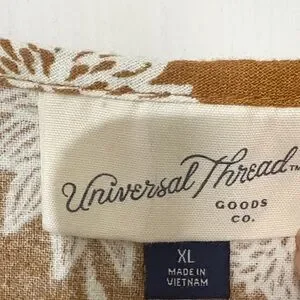 Universal Thread™
GOODS
CO.
XL
MADE IN
VIETNAM